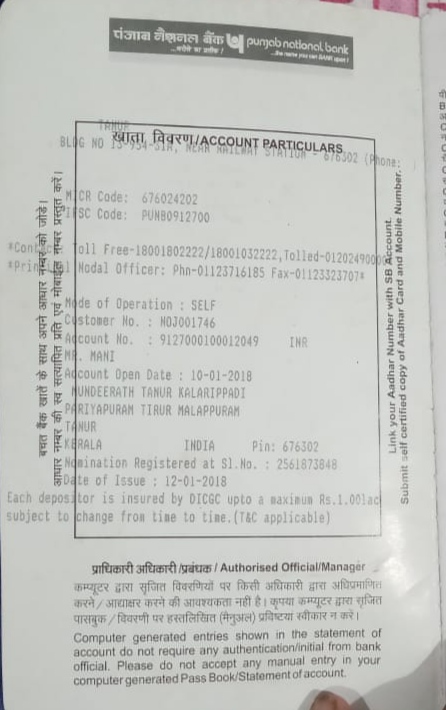 पंजाब नैशनल बैंक punjab national bank
...भरोसे का प्रतीक ! ...the name you can BANK upon !
TANUR
खाता विवरण/ACCOUNT PARTICULARS
BLDG NO NEAR RAILWAY STATION - 676302 (Phone:
MICR Code: 676024202
IFSC Code: PUNB0912700
Toll Free-18001802222/18001032222, Tolled-0120249000
Nodal Officer: Phn-01123716185 Fax-01123323707*
Mode of Operation : SELF
Customer No. : NOJ001746
Account No. : 9127000100012049 INR
MR. MANI
Account Open Date : 10-01-2018
MUNDEERATH TANUR KALARIPPADI
PARIYAPURAM TIRUR MALAPPURAM
TANUR
KERALA INDIA Pin: 676302
Nomination Registered at Sl.No. : 2561873848
Date of Issue : 12-01-2018
Each depositor is insured by DICGC upto a maximum Rs.1.00lac
subject to change from time to time.(T&C applicable)
बचत बैंक खाते के साथ अपने आधार नम्बर को जोड़े।
आधार नम्बर की स्व सत्यापित प्रति एवं मोबाईल नम्बर प्रस्तुत करें।
Link your Aadhar Number with SB Account.
Submit self certified copy of Aadhar Card and Mobile Number.
प्राधिकारी अधिकारी/प्रबंधक / Authorised Official/Manager
कम्प्यूटर द्वारा सृजित विवरणियों पर किसी अधिकारी द्वारा अधिप्रमाणित
करने / आद्याक्षर करने की आवश्यकता नहीं है। कृपया कम्प्यूटर द्वारा सृजित
पासबुक / विवरणी पर हस्तलिखित (मैनुअल) प्रविष्टियां स्वीकार न करें।
Computer generated entries shown in the statement of
account do not require any authentication/initial from bank
official. Please do not accept any manual entry in your
computer generated Pass Book/Statement of account.